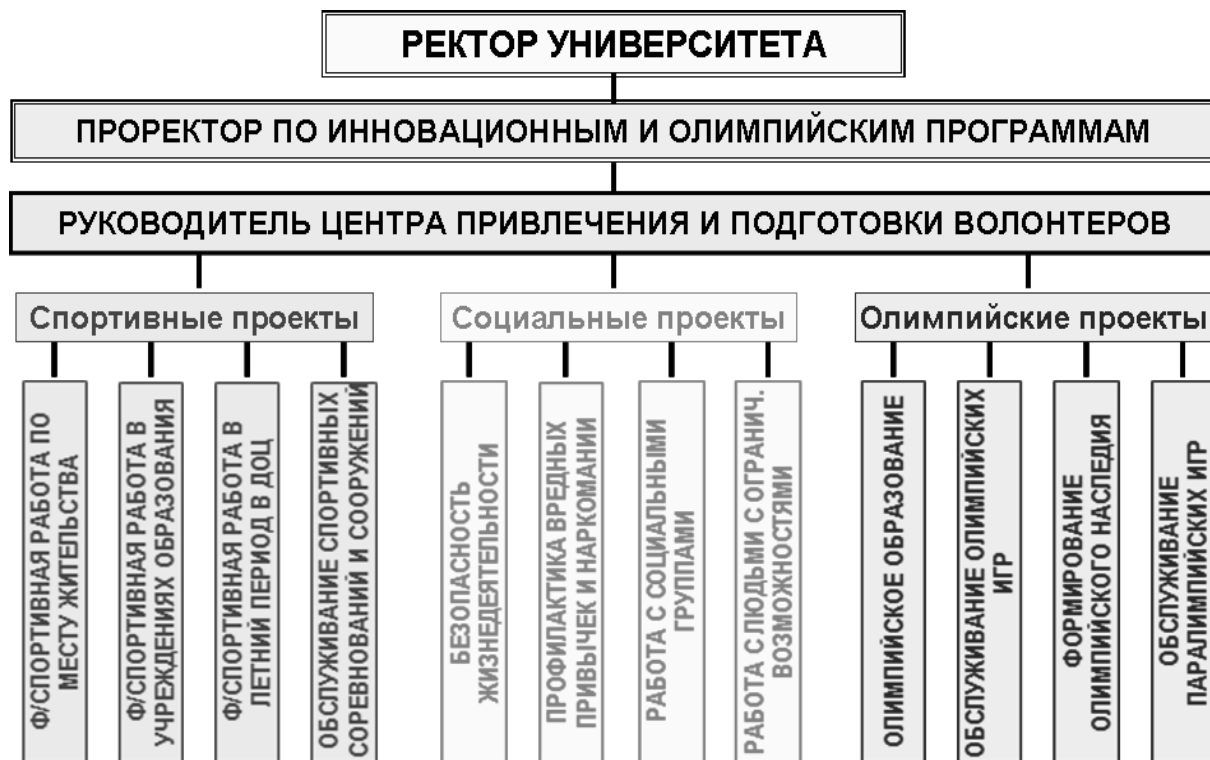 РЕКТОР УНИВЕРСИТЕТА
ПРОРЕКТОР ПО ИННОВАЦИОННЫМ И ОЛИМПИЙСКИМ ПРОГРАММАМ
РУКОВОДИТЕЛЬ ЦЕНТРА ПРИВЛЕЧЕНИЯ И ПОДГОТОВКИ ВОЛОНТЕРОВ
Спортивные проекты
Социальные проекты
Олимпийские проекты
Ф/СПОРТИВНАЯ РАБОТА ПО
МЕСТУ ЖИТЕЛЬСТВА
Ф/СПОРТИВНАЯ РАБОТА В
УЧРЕЖДЕНИЯХ ОБРАЗОВАНИЯ
Ф/СПОРТИВНАЯ РАБОТА В
ЛЕТНИЙ ПЕРИОД В ДОЦ
ОБСЛУЖИВАНИЕ СПОРТИВНЫХ
СОРЕВНОВАНИЙ И СООРУЖЕНИЙ
БЕЗОПАСНОСТЬ
ЖИЗНЕДЕЯТЕЛЬНОСТИ
ПРОФИЛАКТИКА ВРЕДНЫХ
ПРИВЫЧЕК И НАРКОМАНИИ
РАБОТА С СОЦИАЛЬНЫМИ
ГРУППАМИ
РАБОТА С ЛЮДЬМИ С ОГРАНИЧ.
ВОЗМОЖНОСТЯМИ
ОЛИМПИЙСКОЕ ОБРАЗОВАНИЕ
ОБСЛУЖИВАНИЕ ОЛИМПИЙСКИХ
ИГР
ФОРМИРОВАНИЕ
ОЛИМПИЙСКОГО НАСЛЕДИЯ
ОБСЛУЖИВАНИЕ
ПАРАЛИМПИЙСКИХ ИГР